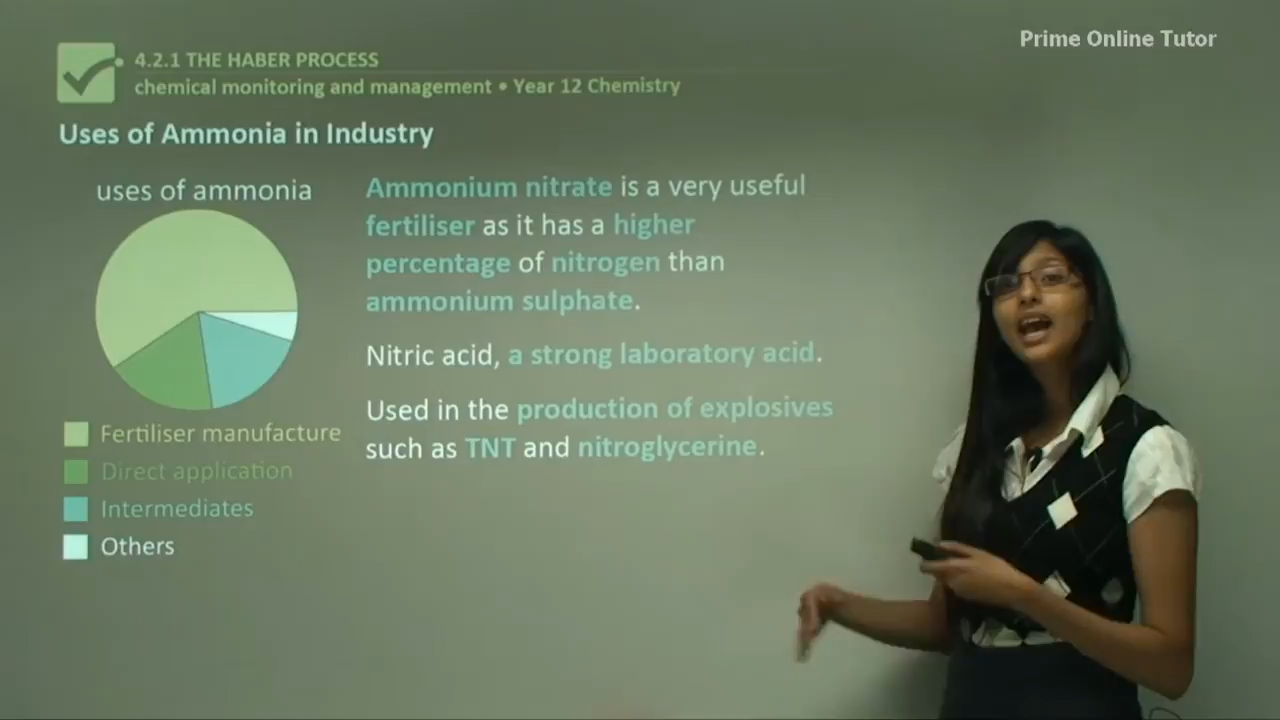 Prime Online Tutor
4.2.1 THE HABER PROCESS
chemical monitoring and management • Year 12 Chemistry
Uses of Ammonia in Industry
uses of ammonia
Fertiliser manufacture
Direct application
Intermediates
Others
Ammonium nitrate is a very useful
fertiliser as it has a higher
percentage of nitrogen than
ammonium sulphate.
Nitric acid, a strong laboratory acid.
Used in the production of explosives
such as TNT and nitroglycerine.